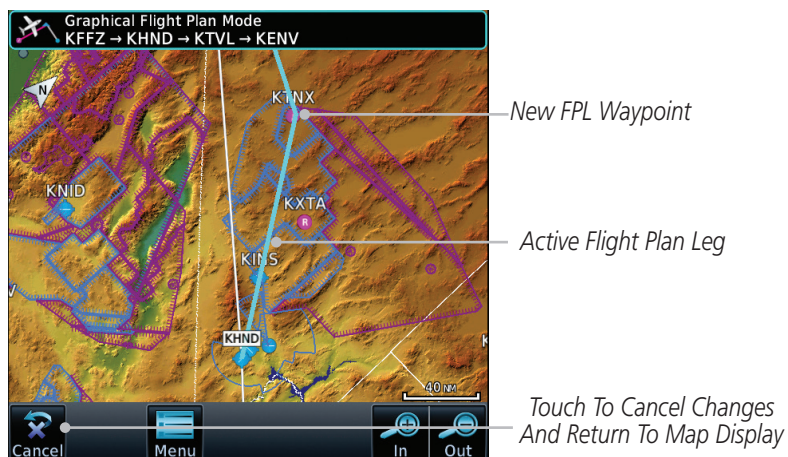 Graphical Flight Plan Mode
KFFZ → KHND → KTVL → KENV
N
KTNX
New FPL Waypoint
KNID
KXTA
R
Active Flight Plan Leg
KINS
KHND
40 NM
Touch To Cancel Changes
And Return To Map Display
Cancel
Menu
In
Out